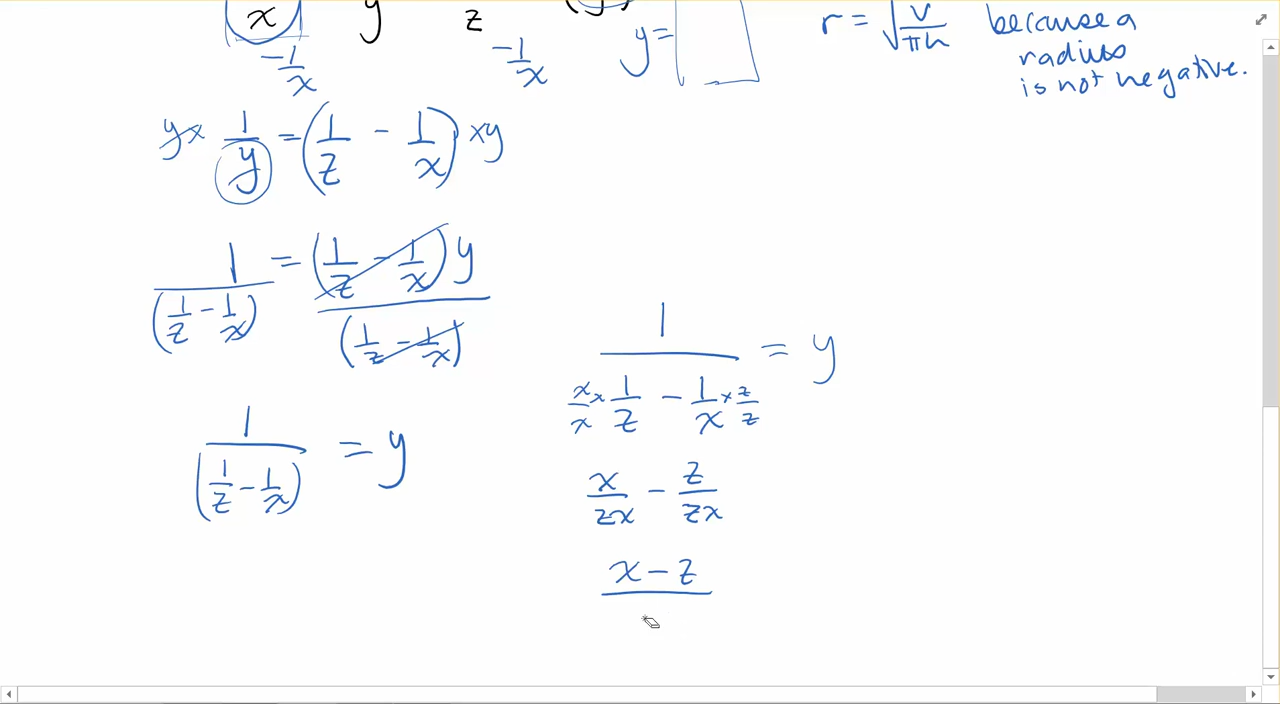 x y z
-1/x -1/x y=
r = √(V/(πh)) because a
radius
is not negative.
yx 1/y = (1/z - 1/x) xy
1/(1/z - 1/x) = (1/z - 1/x) y/(1/z - 1/x)
1/(1/z - 1/x) = y
1/(x/x × 1/z - 1/x × z/z) = y
x/zx - z/zx
x - z